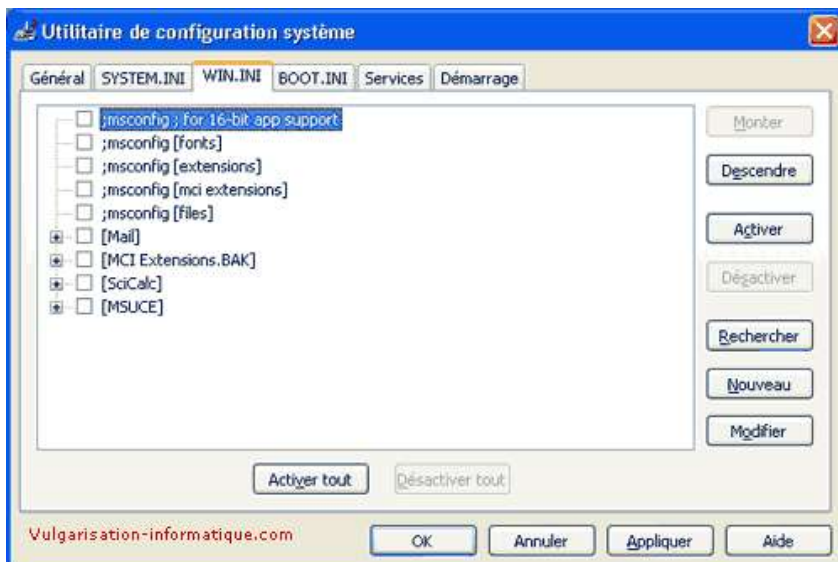 Utilitaire de configuration système
Général SYSTEM.INI WIN.INI BOOT.INI Services Démarrage
;msconfig ; for 16-bit app support
;msconfig [fonts]
;msconfig [extensions]
;msconfig [mci extensions]
;msconfig [files]
[Mail]
[MCI Extensions.BAK]
[SciCalc]
[MSUCE]
Monter
Descendre
Activer
Désactiver
Rechercher
Nouveau
Modifier
Activer tout Désactiver tout
Vulgarisation-informatique.com
OK Annuler Appliquer Aide